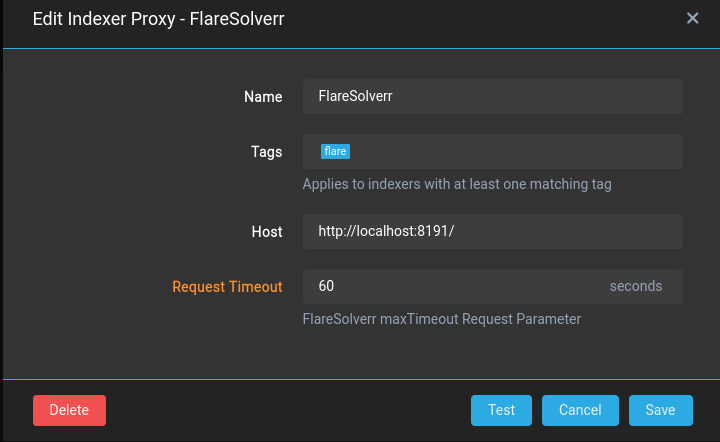 Edit Indexer Proxy - FlareSolverr
Name
FlareSolverr
Tags
flare
Applies to indexers with at least one matching tag
Host
http://localhost:8191/
Request Timeout
60 seconds
FlareSolverr maxTimeout Request Parameter
Delete Test Cancel Save